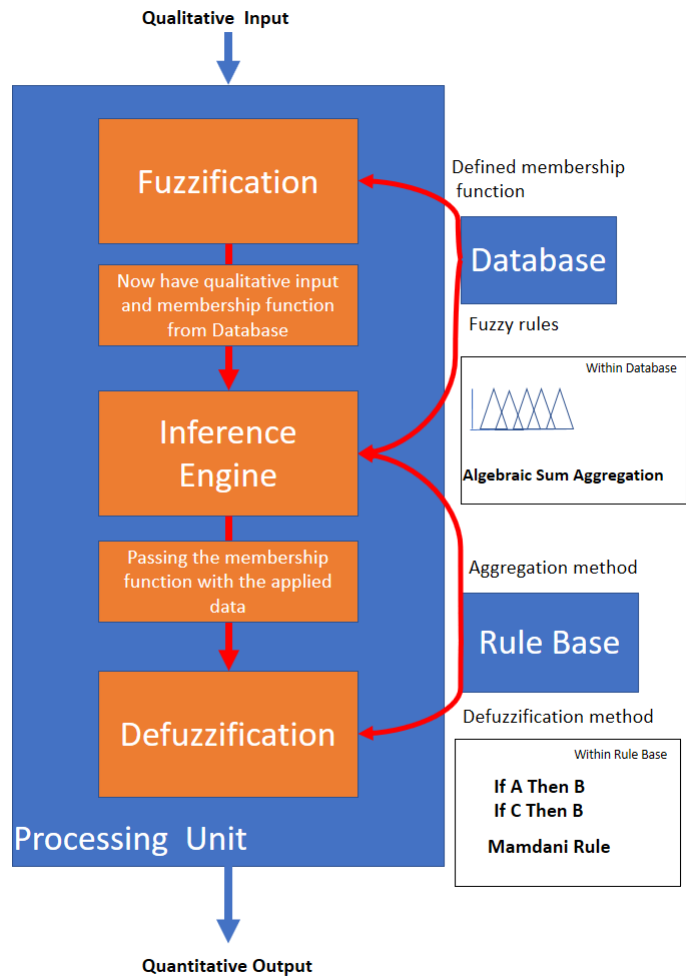 Qualitative Input
Fuzzification
Defined membership
function
Database
Now have qualitative input
and membership function
from Database
Fuzzy rules
Within Database
Algebraic Sum Aggregation
Inference
Engine
Passing the membership
function with the applied
data
Aggregation method
Rule Base
Defuzzification
Defuzzification method
Within Rule Base
If A Then B
If C Then B
Mamdani Rule
Processing Unit
Quantitative Output